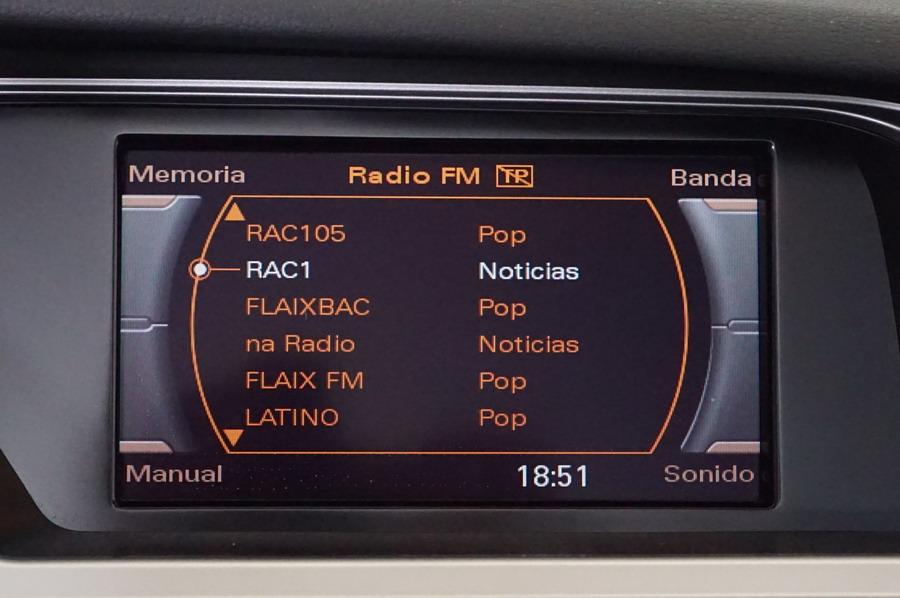 Memoria Radio FM TP Banda
RAC105 Pop
RAC1 Noticias
FLAIXBAC Pop
na Radio Noticias
FLAIX FM Pop
LATINO Pop
Manual 18:51 Sonido